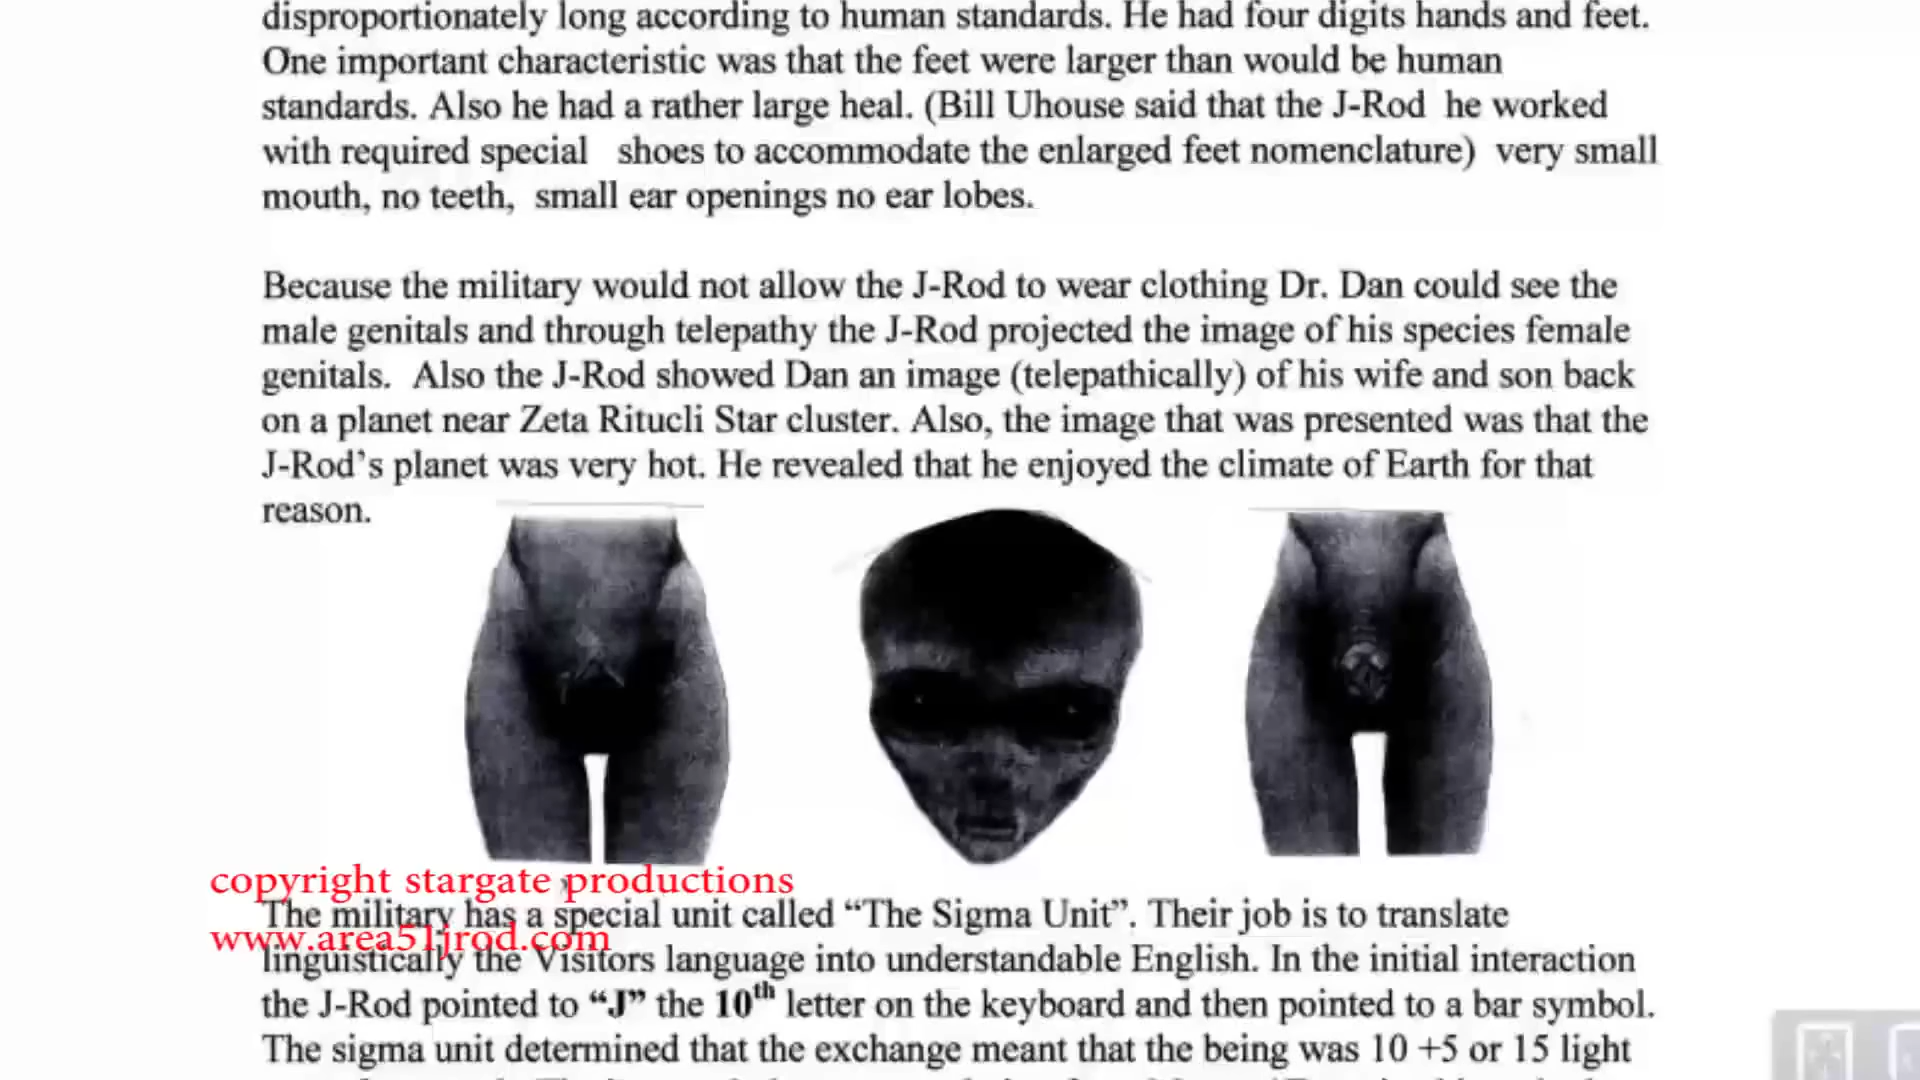 disproportionately long according to human standards. He had four digits hands and feet.
One important characteristic was that the feet were larger than would be human
standards. Also he had a rather large heal. (Bill Uhouse said that the J-Rod he worked
with required special shoes to accommodate the enlarged feet nomenclature) very small
mouth, no teeth, small ear openings no ear lobes.
Because the military would not allow the J-Rod to wear clothing Dr. Dan could see the
male genitals and through telepathy the J-Rod projected the image of his species female
genitals. Also the J-Rod showed Dan an image (telepathically) of his wife and son back
on a planet near Zeta Ritucli Star cluster. Also, the image that was presented was that the
J-Rod’s planet was very hot. He revealed that he enjoyed the climate of Earth for that
reason.
copyright stargate productions
The military has a special unit called “The Sigma Unit”. Their job is to translate
www.area51jrod.com
linguistically the Visitors language into understandable English. In the initial interaction
the J-Rod pointed to “J” the 10th letter on the keyboard and then pointed to a bar symbol.
The sigma unit determined that the exchange meant that the being was 10 +5 or 15 light